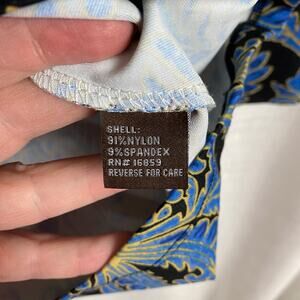 SHELL:
91%NYLON
9%SPANDEX
RN# 16859
REVERSE FOR CARE